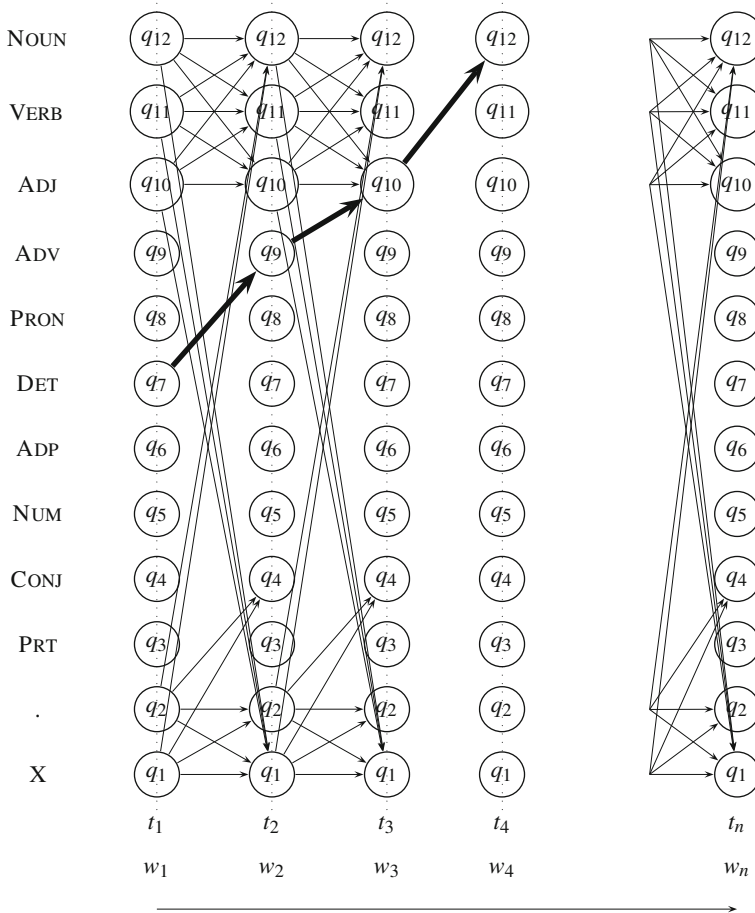 NOUN q12 q12 q12 q12 q12
VERB q11 q11 q11 q11 q11
ADJ q10 q10 q10 q10 q10
ADV q9 q9 q9 q9 q9
PRON q8 q8 q8 q8 q8
DET q7 q7 q7 q7 q7
ADP q6 q6 q6 q6 q6
NUM q5 q5 q5 q5 q5
CONJ q4 q4 q4 q4 q4
PRT q3 q3 q3 q3 q3
. q2 q2 q2 q2 q2
X q1 q1 q1 q1 q1
t1 t2 t3 t4 tn
w1 w2 w3 w4 wn